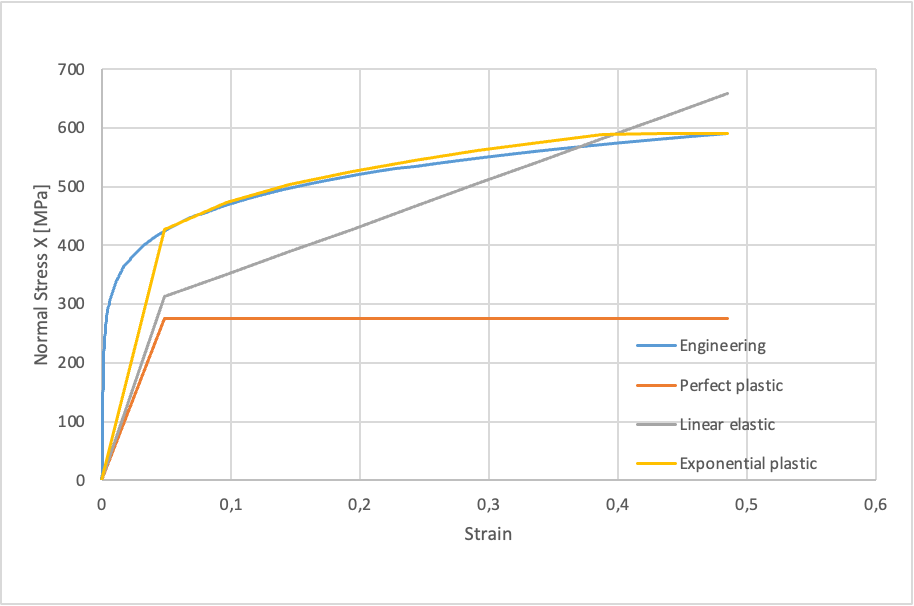 700
600
500
400
300
200
100
0
Normal Stress X [MPa]
Engineering
Perfect plastic
Linear elastic
Exponential plastic
0 0,1 0,2 0,3 0,4 0,5 0,6
Strain